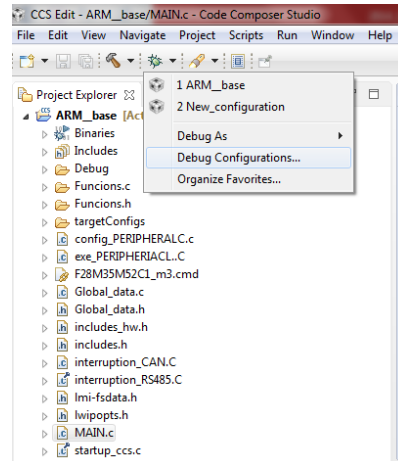 CCS Edit - ARM__base/MAIN.c - Code Composer Studio
File Edit View Navigate Project Scripts Run Window Help
1 ARM__base
2 New_configuration
Debug As
Debug Configurations...
Organize Favorites...
Project Explorer
ARM__base [Act
Binaries
Includes
Debug
Funcions.c
Funcions.h
targetConfigs
config_PERIPHERALC.c
exe_PERIPHERIACL..C
F28M35M52C1_m3.cmd
Global_data.c
Global_data.h
includes_hw.h
includes.h
interruption_CAN.C
interruption_RS485.C
lmi-fsdata.h
lwipopts.h
MAIN.c
startup_ccs.c